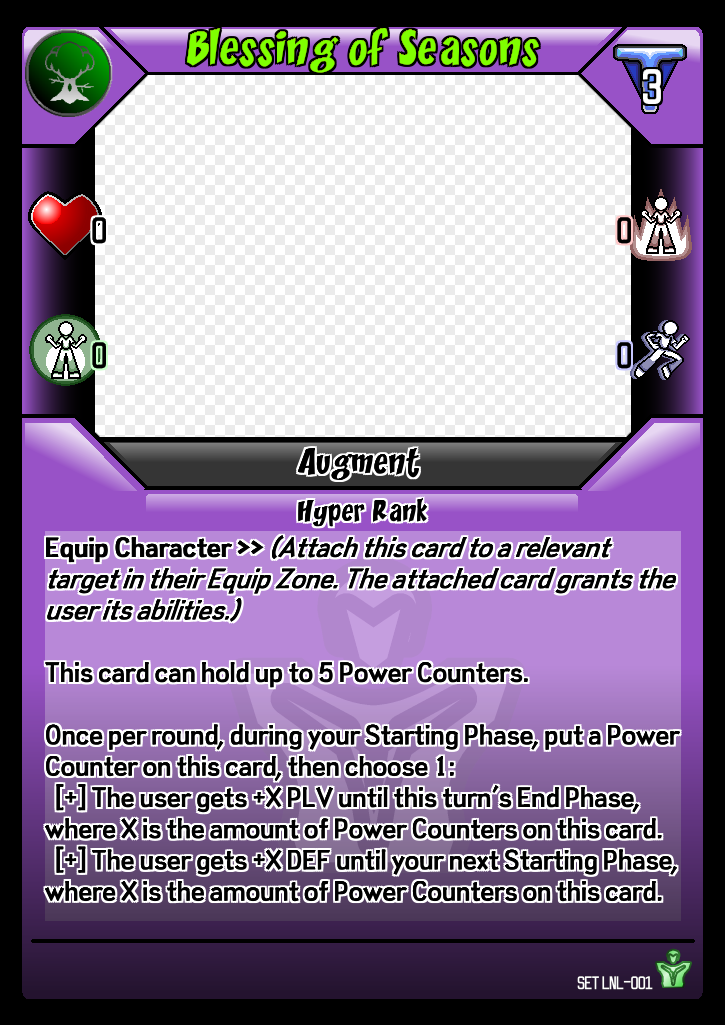 Blessing of Seasons
3
0
0
0
0
Augment
Hyper Rank
Equip Character >> (Attach this card to a relevant
target in their Equip Zone. The attached card grants the
user its abilities.)
This card can hold up to 5 Power Counters.
Once per round, during your Starting Phase, put a Power
Counter on this card, then choose 1:
[+] The user gets +X PLV until this turn's End Phase,
where X is the amount of Power Counters on this card.
[+] The user gets +X DEF until your next Starting Phase,
where X is the amount of Power Counters on this card.
SET LNL-001